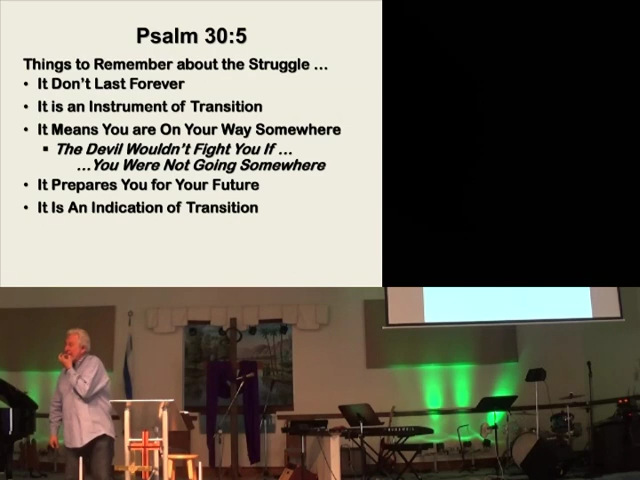 Psalm 30:5
Things to Remember about the Struggle ...
• It Don't Last Forever
• It is an Instrument of Transition
• It Means You are On Your Way Somewhere
▪ The Devil Wouldn't Fight You If ...
...You Were Not Going Somewhere
• It Prepares You for Your Future
• It Is An Indication of Transition